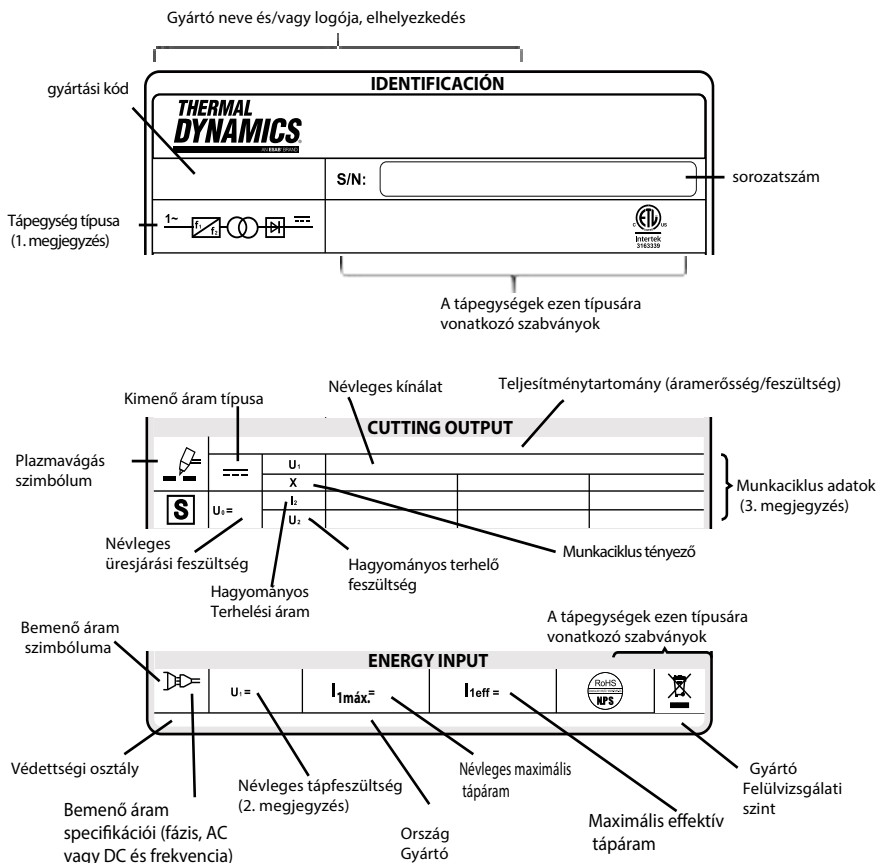 Gyártó neve és/vagy logója, elhelyezkedés
gyártási kód
IDENTIFICACIÓN
THERMAL
DYNAMICS
AN ESAB BRAND
S/N:
sorozatszám
Tápegység típusa
(1. megjegyzés)
1~
f₁
f₂
C
US
Intertek
3163339
A tápegységek ezen típusára
vonatkozó szabványok
Kimenő áram típusa
Névleges kínálat
Teljesítménytartomány (áramerősség/feszültség)
CUTTING OUTPUT
Plazmavágás
szimbólum
U₁
X
S
U₀=
I₂
U₂
Munkaciklus adatok
(3. megjegyzés)
Névleges
üresjárási feszültség
Hagyományos
Terhelési áram
Hagyományos terhelő
feszültség
Munkaciklus tényező
Bemenő áram
szimbóluma
A tápegységek ezen típusára
vonatkozó szabványok
ENERGY INPUT
U₁=
I₁máx.=
I₁eff =
RoHS
NPS
Védettségi osztály
Bemenő áram
specifikációi (fázis, AC
vagy DC és frekvencia)
Névleges tápfeszültség
(2. megjegyzés)
Ország
Gyártó
Névleges maximális
tápáram
Maximális effektív
tápáram
Gyártó
Felülvizsgálati
szint